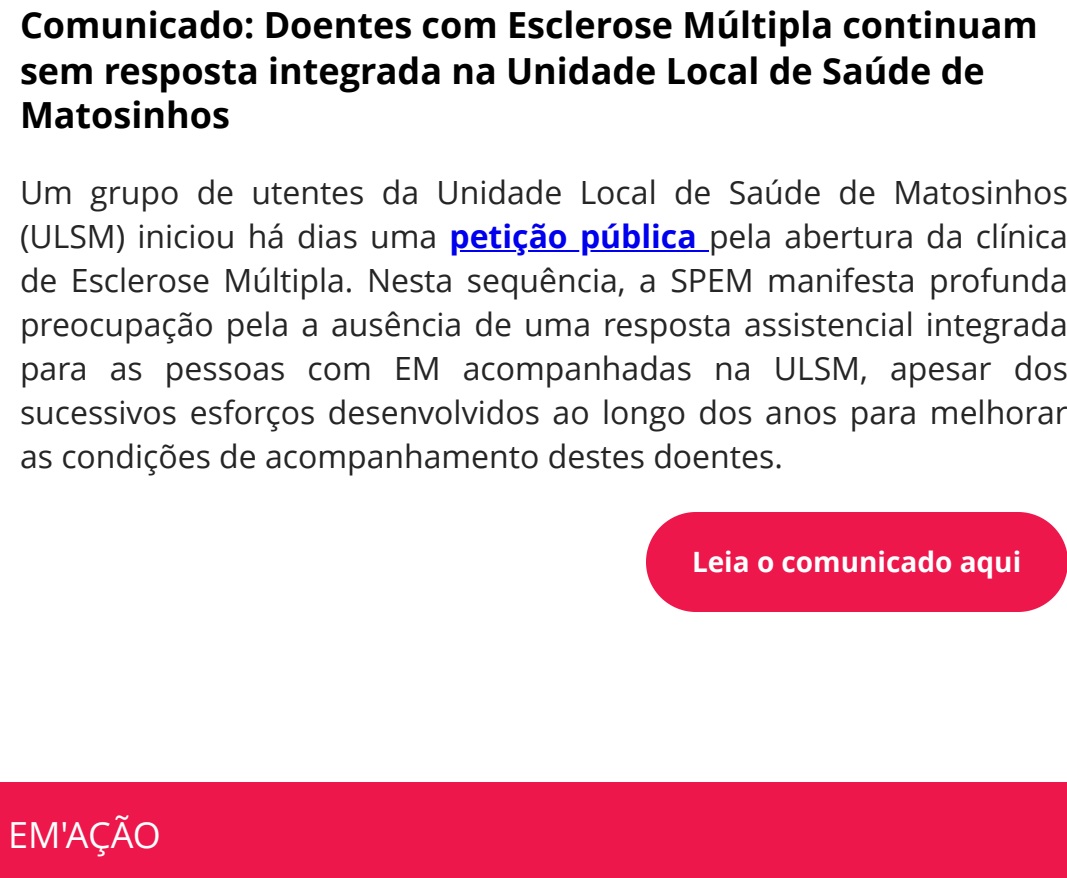 Comunicado: Doentes com Esclerose Múltipla continuam
sem resposta integrada na Unidade Local de Saúde de
Matosinhos
Um grupo de utentes da Unidade Local de Saúde de Matosinhos
(ULSM) iniciou há dias uma petição pública pela abertura da clínica
de Esclerose Múltipla. Nesta sequência, a SPEM manifesta profunda
preocupação pela a ausência de uma resposta assistencial integrada
para as pessoas com EM acompanhadas na ULSM, apesar dos
sucessivos esforços desenvolvidos ao longo dos anos para melhorar
as condições de acompanhamento destes doentes.
Leia o comunicado aqui
EM'AÇÃO